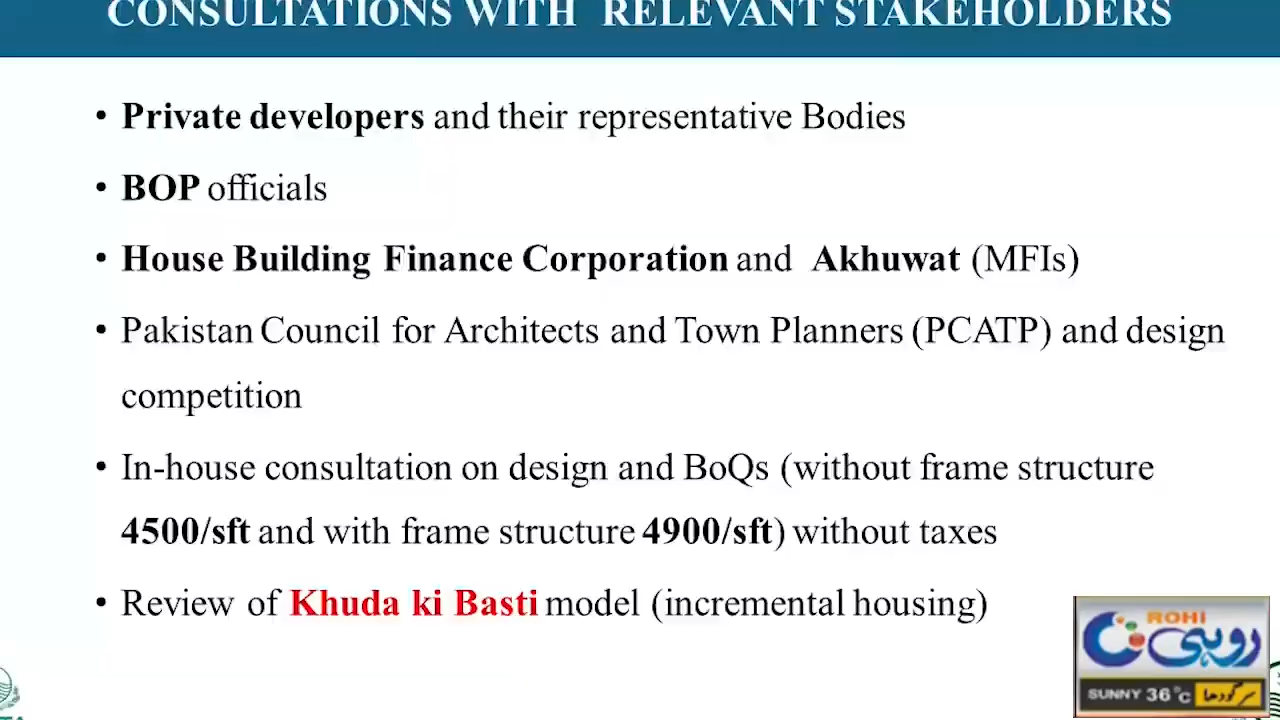 CONSULTATIONS WITH RELEVANT STAKEHOLDERS
• Private developers and their representative Bodies
• BOP officials
• House Building Finance Corporation and Akhuwat (MFIs)
• Pakistan Council for Architects and Town Planners (PCATP) and design
competition
• In-house consultation on design and BoQs (without frame structure
4500/sft and with frame structure 4900/sft) without taxes
• Review of Khuda ki Basti model (incremental housing)
ROHI
روہی
SUNNY 36°C سرگودھا